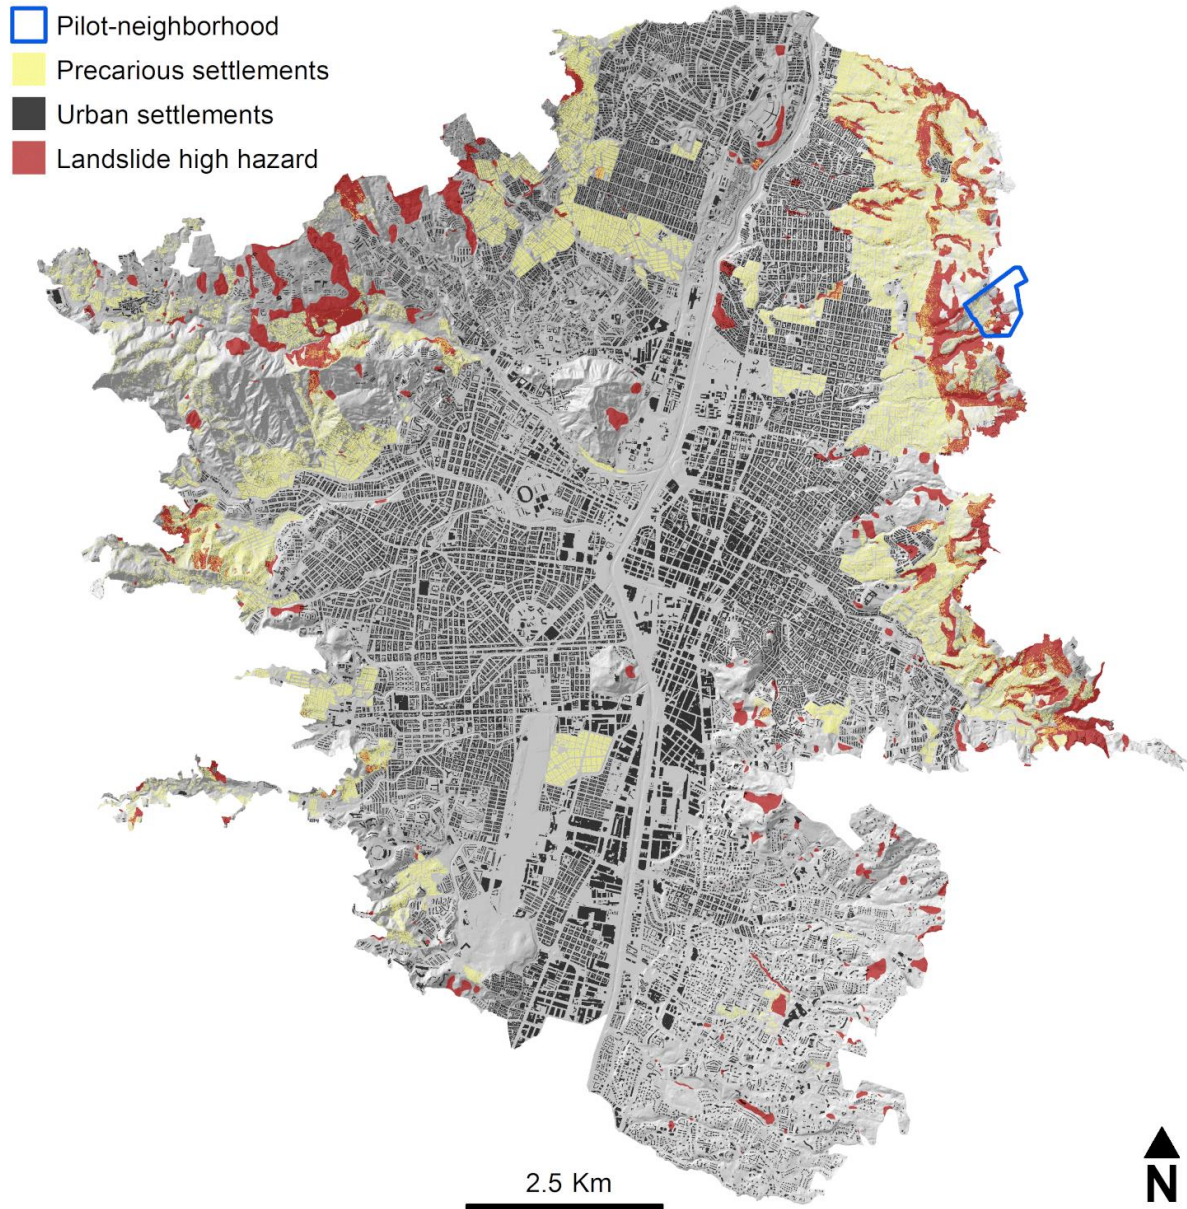 Pilot-neighborhood
Precarious settlements
Urban settlements
Landslide high hazard
2.5 Km
N